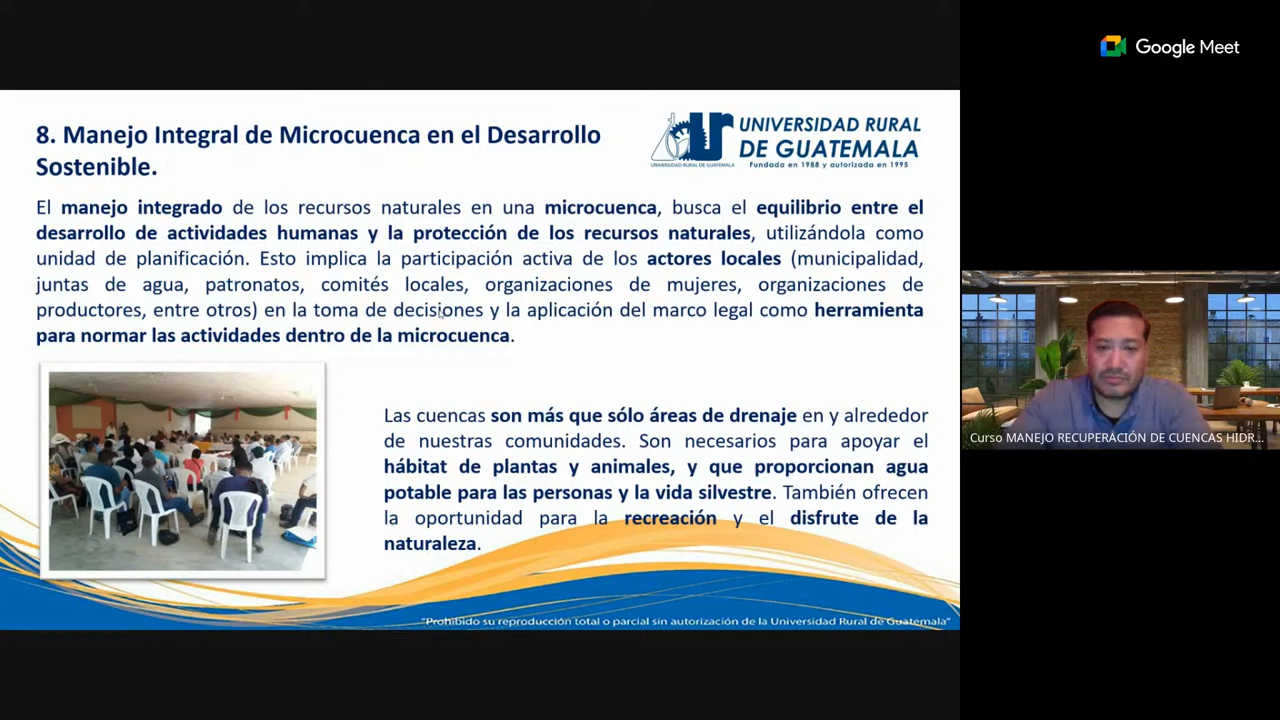 Google Meet
8. Manejo Integral de Microcuenca en el Desarrollo
Sostenible.
UNIVERSIDAD RURAL
DE GUATEMALA
Fundada en 1988 y autorizada en 1995
UNIVERSIDAD RURAL DE GUATEMALA
El manejo integrado de los recursos naturales en una microcuenca, busca el equilibrio entre el
desarrollo de actividades humanas y la protección de los recursos naturales, utilizándola como
unidad de planificación. Esto implica la participación activa de los actores locales (municipalidad,
juntas de agua, patronatos, comités locales, organizaciones de mujeres, organizaciones de
productores, entre otros) en la toma de decisiones y la aplicación del marco legal como herramienta
para normar las actividades dentro de la microcuenca.
Las cuencas son más que sólo áreas de drenaje en y alrededor
de nuestras comunidades. Son necesarios para apoyar el
hábitat de plantas y animales, y que proporcionan agua
potable para las personas y la vida silvestre. También ofrecen
la oportunidad para la recreación y el disfrute de la
naturaleza.
"Prohibido su reproducción total o parcial sin autorización de la Universidad Rural de Guatemala"
Curso MANEJO RECUPERACIÓN DE CUENCAS HIDR...